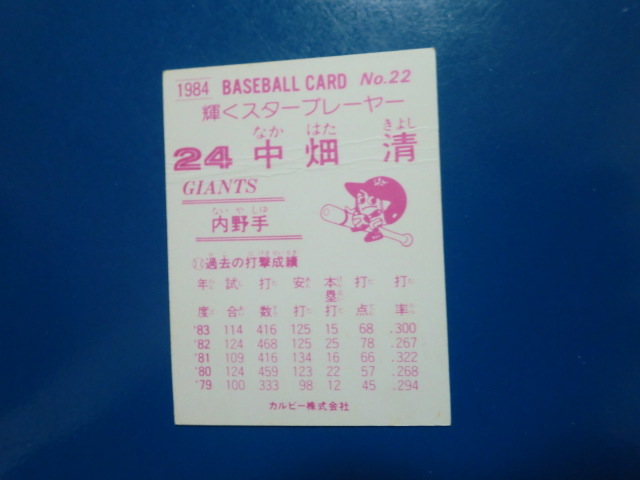 1984 BASEBALL CARD No.22
輝くスタープレーヤー
なか はた きよし
24 中畑 清
GIANTS
ない や しゅ
内野手
過去の打撃成績
年度 試合 打数 安打 本塁打 打点 打率
'83 114 416 125 15 68 .300
'82 124 468 125 25 78 .267
'81 109 416 134 16 66 .322
'80 124 459 123 22 57 .268
'79 100 333 98 12 45 .294
カルビー株式会社